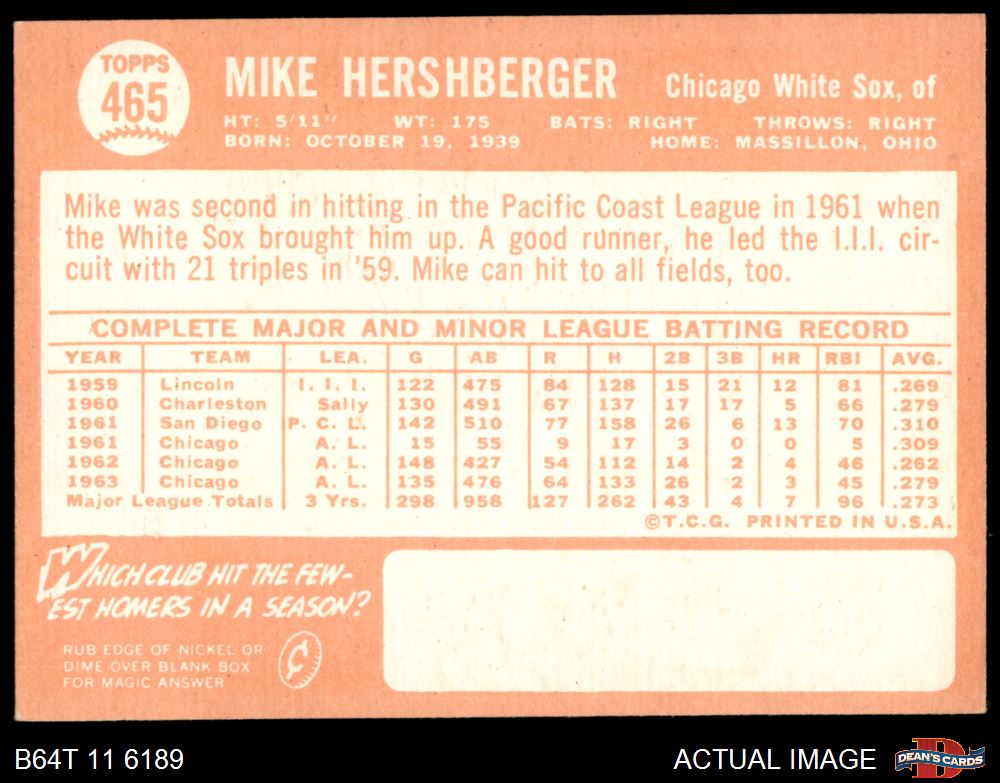 TOPPS
465
MIKE HERSHBERGER Chicago White Sox, of
HT: 5'11" WT: 175 BATS: RIGHT THROWS: RIGHT
BORN: OCTOBER 19, 1939 HOME: MASSILLON, OHIO
Mike was second in hitting in the Pacific Coast League in 1961 when
the White Sox brought him up. A good runner, he led the I.I.I. cir-
cuit with 21 triples in '59. Mike can hit to all fields, too.
COMPLETE MAJOR AND MINOR LEAGUE BATTING RECORD
YEAR TEAM LEA. G AB R H 2B 3B HR RBI AVG.
1959 Lincoln I. I. I. 122 475 84 128 15 21 12 81 .269
1960 Charleston Sally 130 491 67 137 17 17 5 66 .279
1961 San Diego P. C. L. 142 510 77 158 26 6 13 70 .310
1961 Chicago A. L. 15 55 9 17 3 0 0 5 .309
1962 Chicago A. L. 148 427 54 112 14 2 4 46 .262
1963 Chicago A. L. 135 476 64 133 26 2 3 45 .279
Major League Totals 3 Yrs. 298 958 127 262 43 4 7 96 .273
©T.C.G. PRINTED IN U.S.A.
WHICH CLUB HIT THE FEW-
EST HOMERS IN A SEASON?
RUB EDGE OF NICKEL OR
DIME OVER BLANK BOX
FOR MAGIC ANSWER
¢
B64T 11 6189 ACTUAL IMAGE
D
DEAN'S CARDS